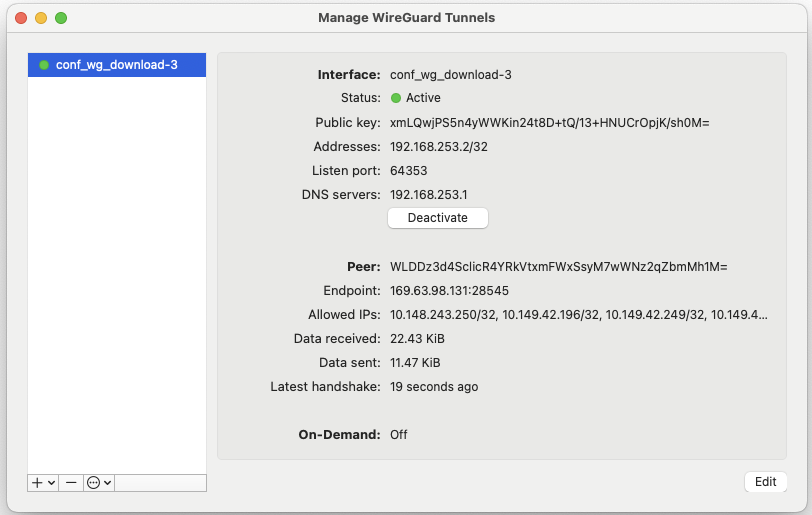 Manage WireGuard Tunnels
conf_wg_download-3
Interface: conf_wg_download-3
Status: Active
Public key: xmLQwjPS5n4yWWKin24t8D+tQ/13+HNUCrOpjK/sh0M=
Addresses: 192.168.253.2/32
Listen port: 64353
DNS servers: 192.168.253.1
Deactivate
Peer: WLDDz3d4SclicR4YRkVtxmFWxSsyM7wWNz2qZbmMh1M=
Endpoint: 169.63.98.131:28545
Allowed IPs: 10.148.243.250/32, 10.149.42.196/32, 10.149.42.249/32, 10.149.4...
Data received: 22.43 KiB
Data sent: 11.47 KiB
Latest handshake: 19 seconds ago
On-Demand: Off
Edit